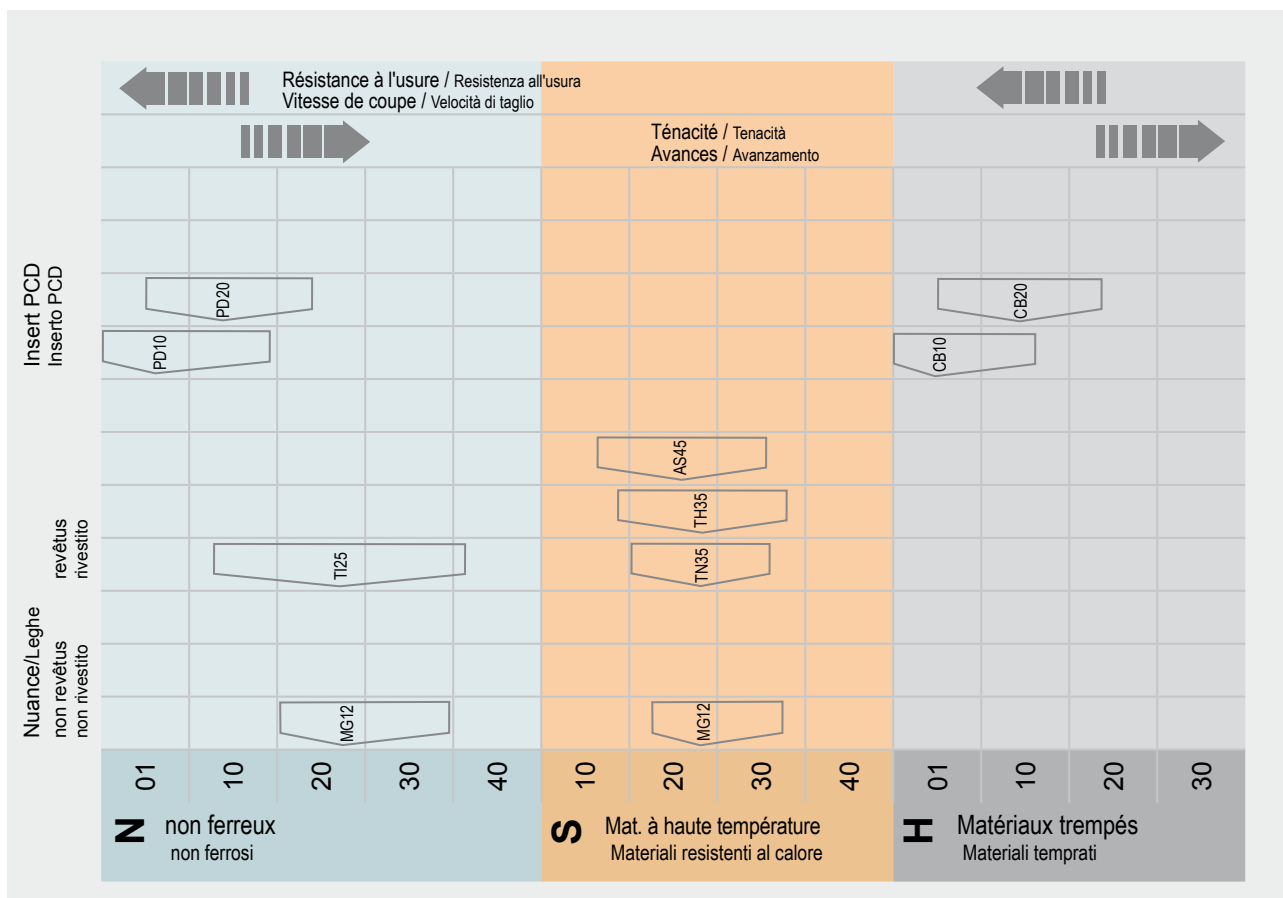 Résistance à l'usure / Resistenza all'usura
Vitesse de coupe / Velocità di taglio
Ténacité / Tenacità
Avances / Avanzamento
Insert PCD
Inserto PCD
PD20
CB20
PD10
CB10
AS45
TH35
revêtus
rivestito
TI25
TN35
Nuance/Leghe
non revêtus
non rivestito
MG12
MG12
01
10
20
30
40
10
20
30
40
01
10
20
30
N
non ferreux
non ferrosi
S
Mat. à haute température
Materiali resistenti al calore
H
Matériaux trempés
Materiali temprati